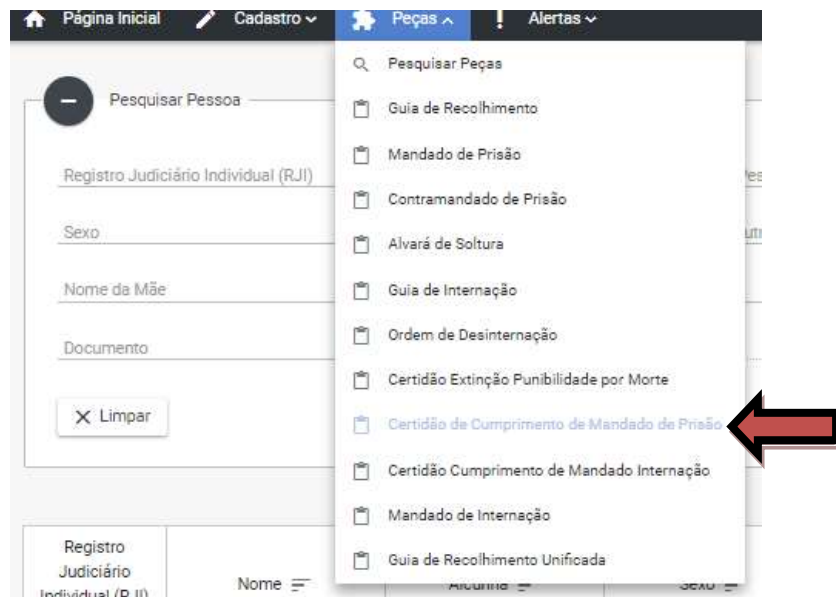 Página Inicial Cadastro Peças Alertas
Pesquisar Pessoa
Registro Judiciário Individual (RJI)
Sexo
Nome da Mãe
Documento
Limpar
Pesquisar Peças
Guia de Recolhimento
Mandado de Prisão
Contramandado de Prisão
Alvará de Soltura
Guia de Internação
Ordem de Desinternação
Certidão Extinção Punibilidade por Morte
Certidão de Cumprimento de Mandado de Prisão
Certidão Cumprimento de Mandado Internação
Mandado de Internação
Guia de Recolhimento Unificada
Registro
Judiciário
Individual (RJI)
Nome
Alcunha
Sexo